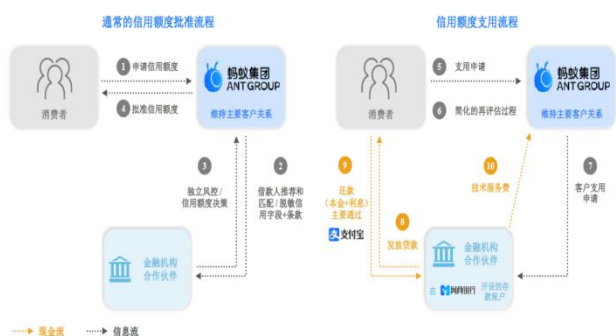 通常的信用额度批准流程
1 申请信用额度
4 批准信用额度
消费者
蚂蚁集团
ANT GROUP
维持主要客户关系
3
独立风控 /
信用额度决策
2
借款人推荐和
匹配 / 脱敏信
用字段+条款
金融机构
合作伙伴
信用额度支用流程
5 支用申请
6 简化的再评估过程
消费者
蚂蚁集团
ANT GROUP
维持主要客户关系
9
还款
(本金+利息)
主要通过
支付宝
8
发放贷款
10
技术服务费
7
客户支用
申请
金融机构
合作伙伴
在 网商银行 开设的存
款账户
现金流
信息流